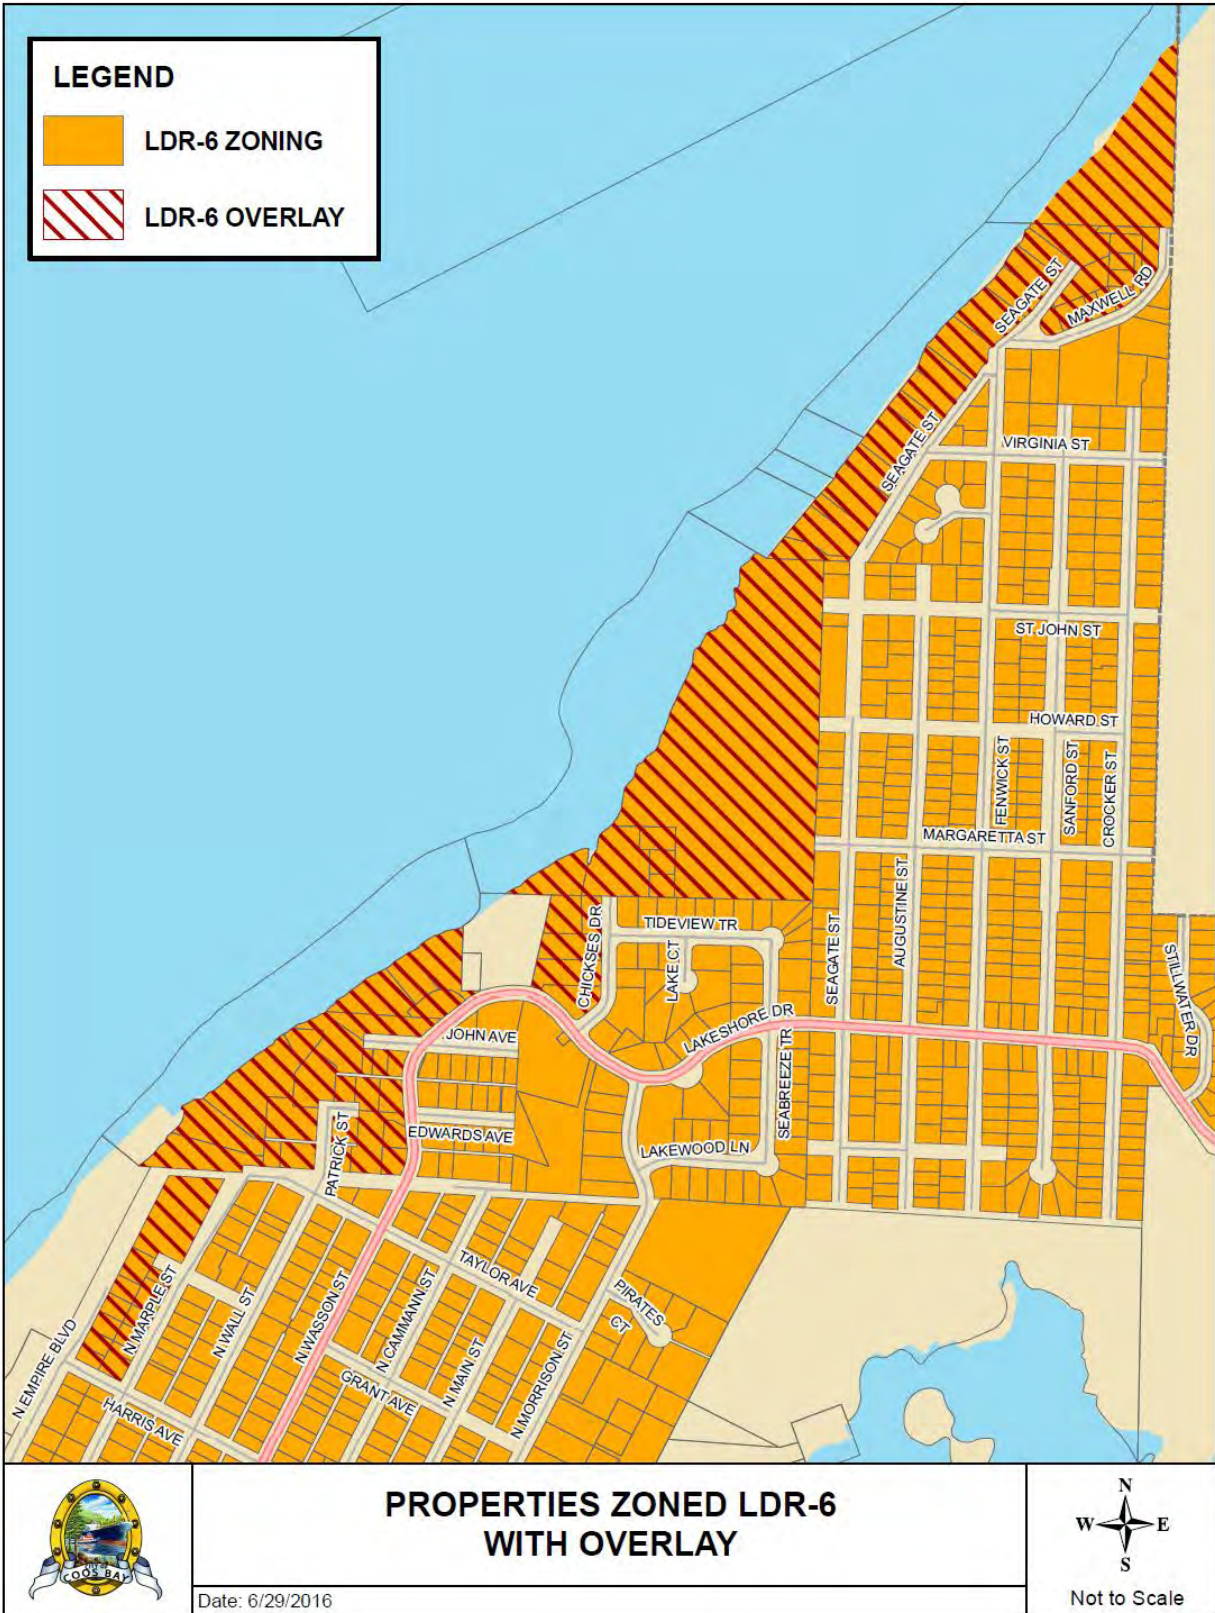 LEGEND
LDR-6 ZONING
LDR-6 OVERLAY
SEAGATE ST
MAXWELL RD
SEAGATE ST
VIRGINIA ST
ST JOHN ST
HOWARD ST
FENWICK ST
SANFORD ST
CROCKER ST
MARGARETTA ST
AUGUSTINE ST
SEAGATE ST
STILLWATER DR
CHICKSES DR
TIDEVIEW TR
LAKE CT
LAKESHORE DR
SEABREEZE TR
JOHN AVE
EDWARDS AVE
LAKEWOOD LN
PATRICK ST
TAYLOR AVE
PIRATES
CT
N EMPIRE BLVD
N MARPLE ST
N WALL ST
N WASSON ST
N CAMMANN ST
N MAIN ST
N MORRISON ST
GRANT AVE
HARRIS AVE
CITY OF
COOS BAY
PROPERTIES ZONED LDR-6
WITH OVERLAY
Date: 6/29/2016
N
W E
S
Not to Scale